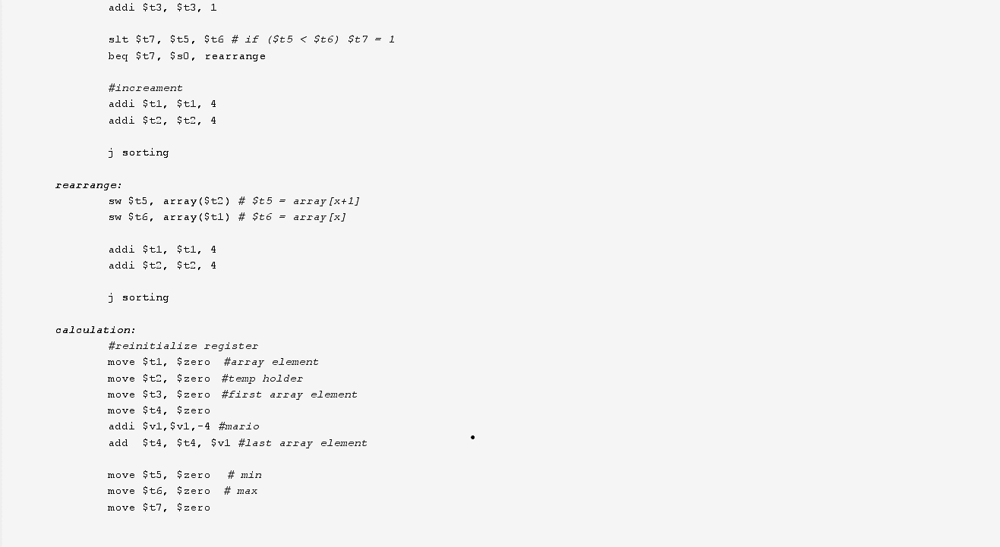 addi $t3, $t3, 1
slt $t7, $t5, $t6 # if ($t5 < $t6) $t7 = 1
beq $t7, $s0, rearrange
#increament
addi $t1, $t1, 4
addi $t2, $t2, 4
j sorting
rearrange:
sw $t5, array($t2) # $t5 = array[x+1]
sw $t6, array($t1) # $t6 = array[x]
addi $t1, $t1, 4
addi $t2, $t2, 4
j sorting
calculation:
#reinitialize register
move $t1, $zero #array element
move $t2, $zero #temp holder
move $t3, $zero #first array element
move $t4, $zero
addi $v1,$v1,-4 #mario
add $t4, $t4, $v1 #last array element
move $t5, $zero # min
move $t6, $zero # max
move $t7, $zero